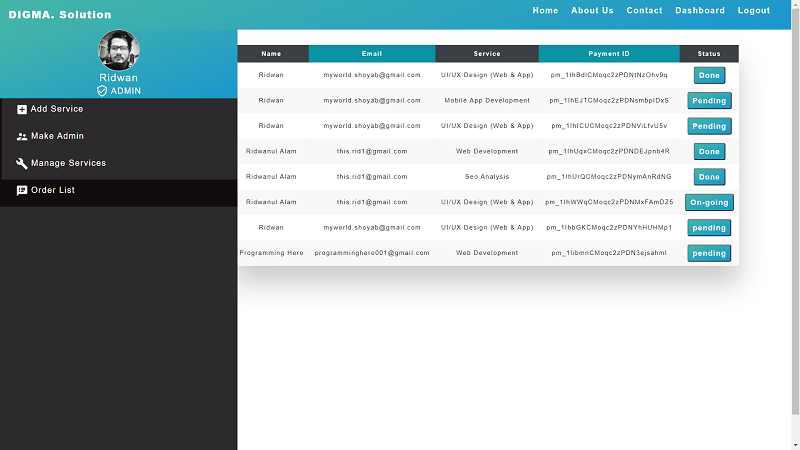 DIGMA. Solution
Home About Us Contact Dashboard Logout
Ridwan
ADMIN
Add Service
Make Admin
Manage Services
Order List
Name Email Service Payment ID Status
Ridwan myworld.shoyab@gmail.com UI/UX Design (Web & App) pm_1IhBdICMoqc2zPDNtNzOhv9q Done
Ridwan myworld.shoyab@gmail.com Mobile App Development pm_1IhEJTCMoqc2zPDNsmbpIDxS Pending
Ridwan myworld.shoyab@gmail.com UI/UX Design (Web & App) pm_1IhICUCMoqc2zPDNViLfvU5v Pending
Ridwanul Alam this.rid1@gmail.com Web Development pm_1IhUqxCMoqc2zPDNDEJpnb4R Done
Ridwanul Alam this.rid1@gmail.com Seo Analysis pm_1IhUrQCMoqc2zPDNymAnRdNG Done
Ridwanul Alam this.rid1@gmail.com UI/UX Design (Web & App) pm_1IhWWqCMoqc2zPDNMxFAmDZ5 On-going
Ridwan myworld.shoyab@gmail.com UI/UX Design (Web & App) pm_1IhbGKCMoqc2zPDNYhHUHMp1 pending
Programming Hero programminghero001@gmail.com Web Development pm_1IibmnCMoqc2zPDN3ejsahmI pending